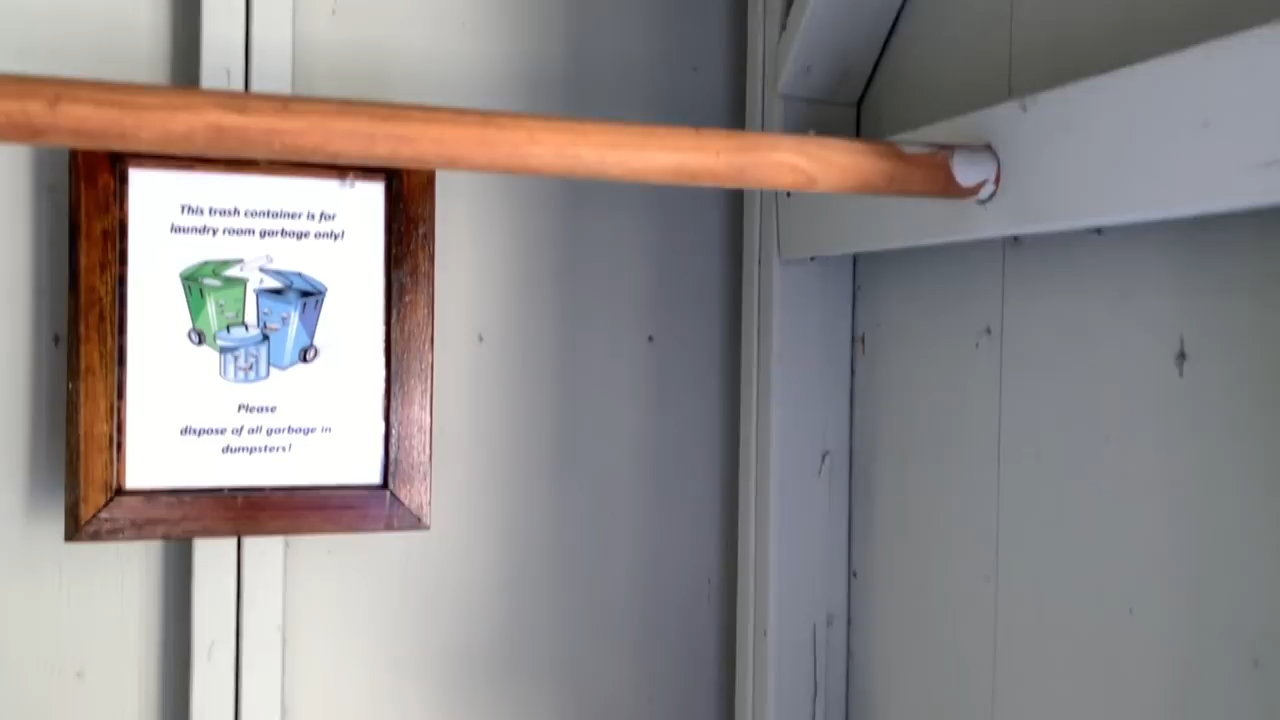 This trash container is for
laundry room garbage only!
Please
dispose of all garbage in
dumpsters!